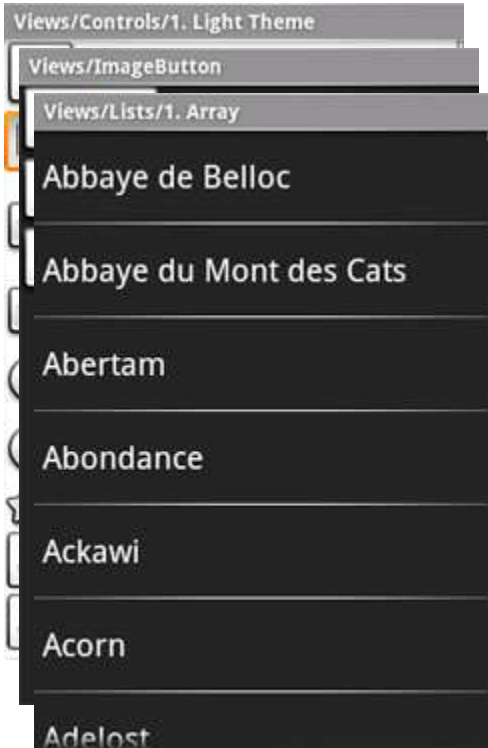 Views/Controls/1. Light Theme
Views/ImageButton
Views/Lists/1. Array
Abbaye de Belloc
Abbaye du Mont des Cats
Abertam
Abondance
Ackawi
Acorn
Adelost